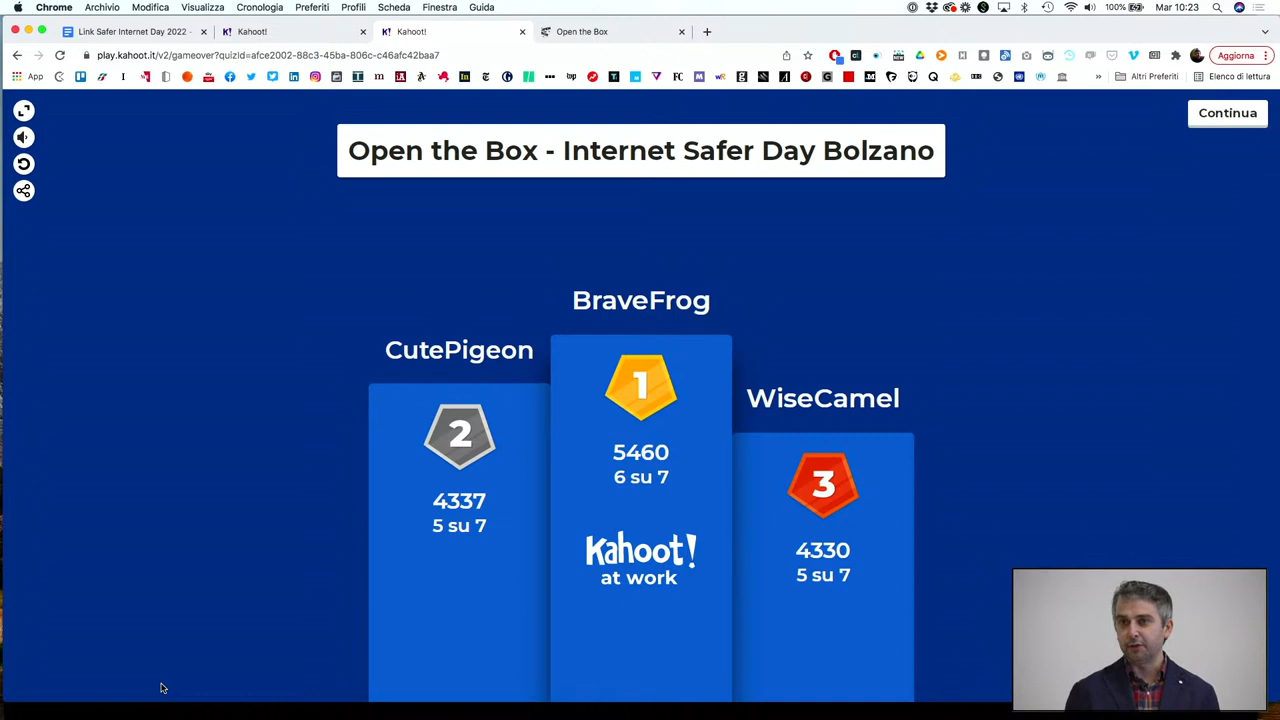 Chrome Archivio Modifica Visualizza Cronologia Preferiti Profili Scheda Finestra Guida 100% Mar 10:23
Link Safer Internet Day 2022 - Kahoot! Kahoot! Open the Box
play.kahoot.it/v2/gameover?quizId=afce2002-88c3-45ba-806c-c46afc42baa7 Aggiorna
App Altri Preferiti Elenco di lettura
Continua
Open the Box - Internet Safer Day Bolzano
BraveFrog
CutePigeon
WiseCamel
1
2
3
5460
6 su 7
4337
5 su 7
4330
5 su 7
Kahoot!
at work